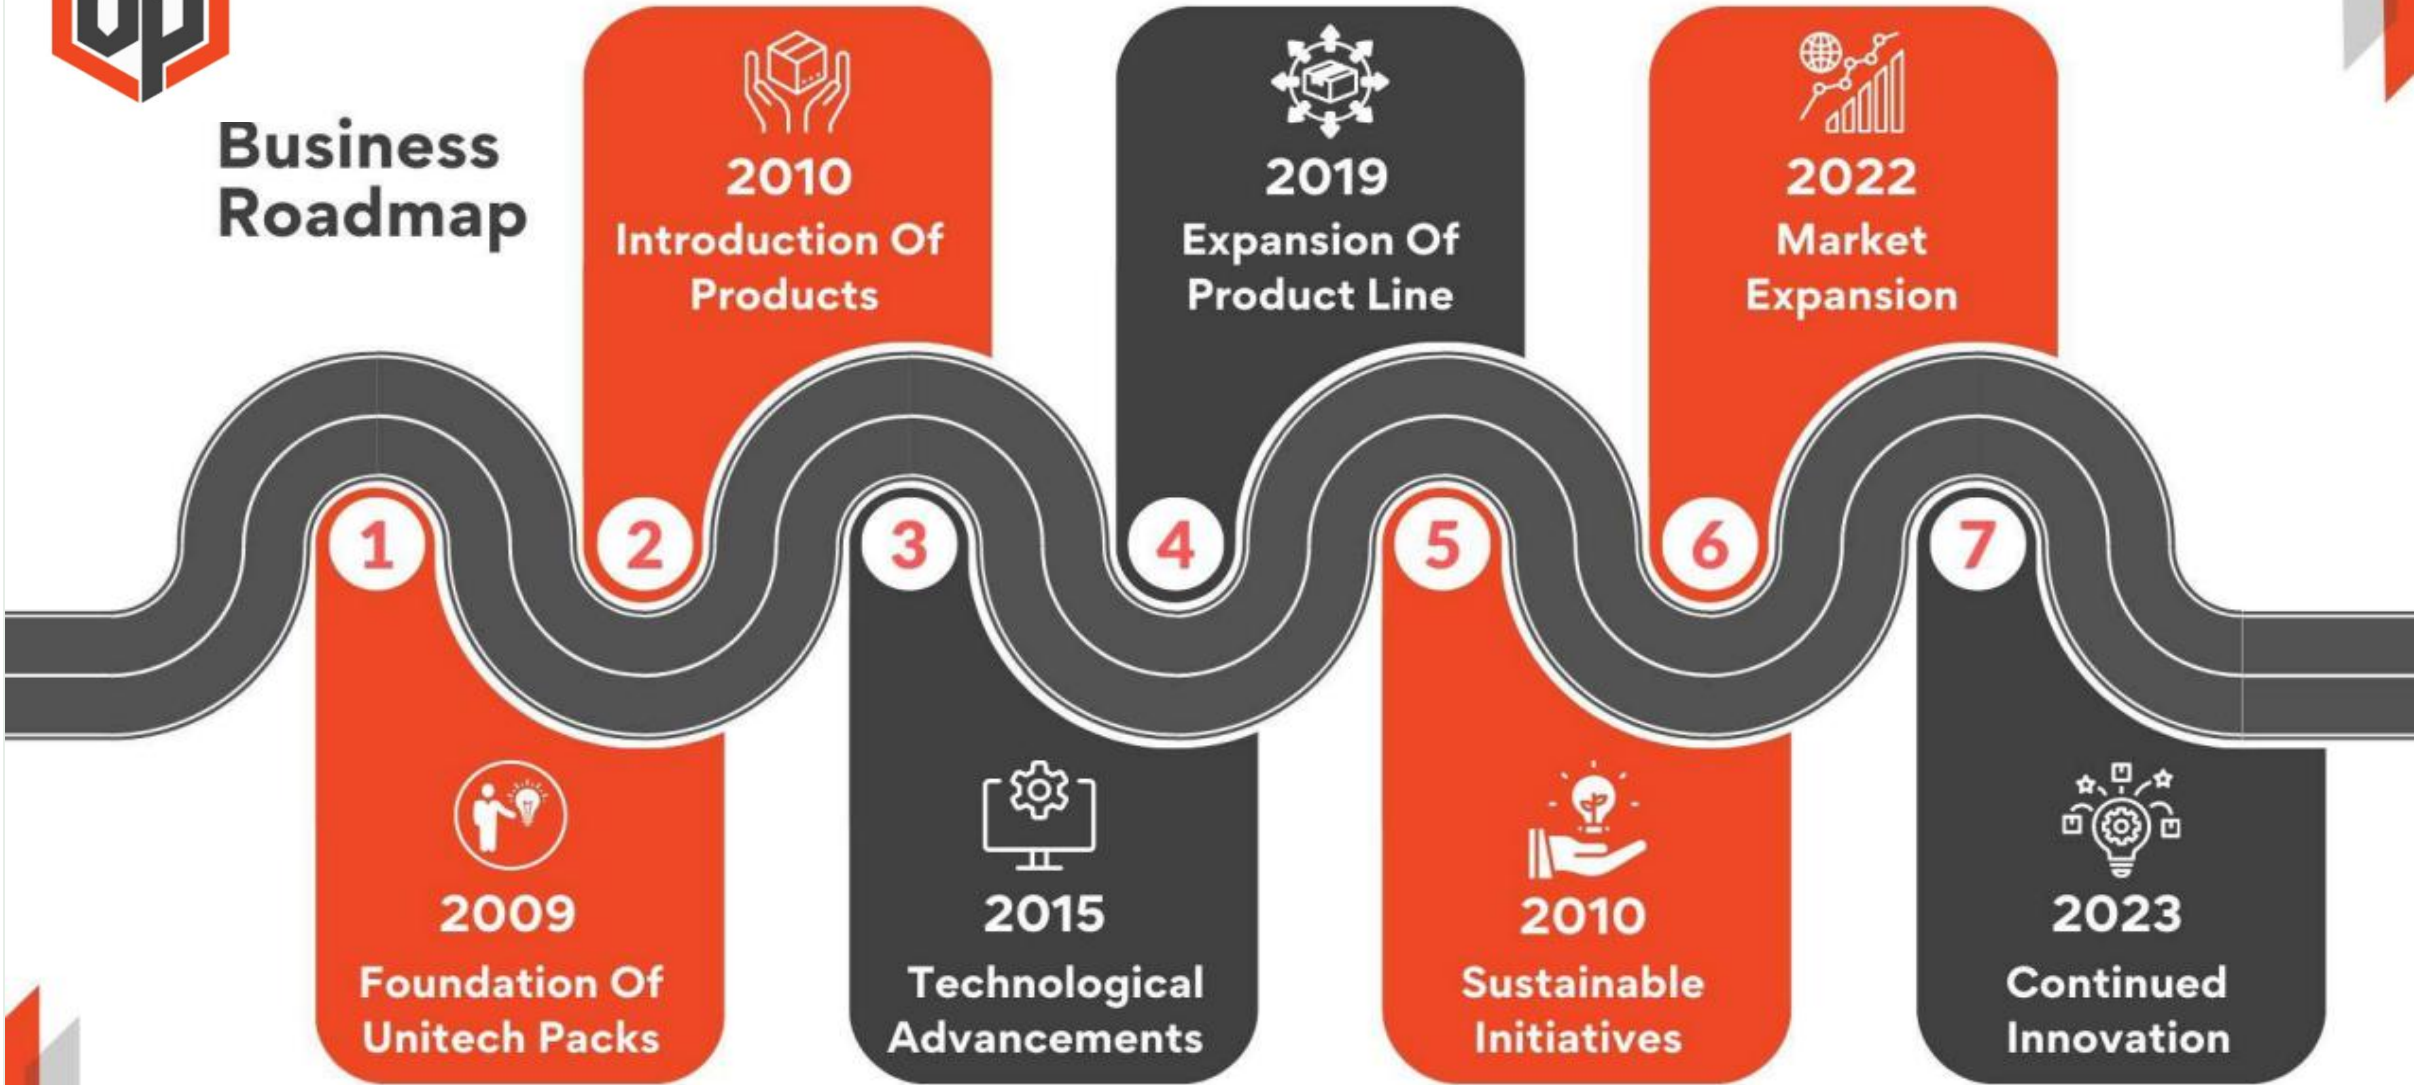 UP
Business
Roadmap
2010
Introduction Of
Products
2019
Expansion Of
Product Line
2022
Market
Expansion
1
2
3
4
5
6
7
2009
Foundation Of
Unitech Packs
2015
Technological
Advancements
2010
Sustainable
Initiatives
2023
Continued
Innovation